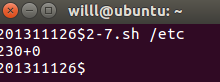 willl@ubuntu: ~
201311126$2-7.sh /etc
230+0
201311126$